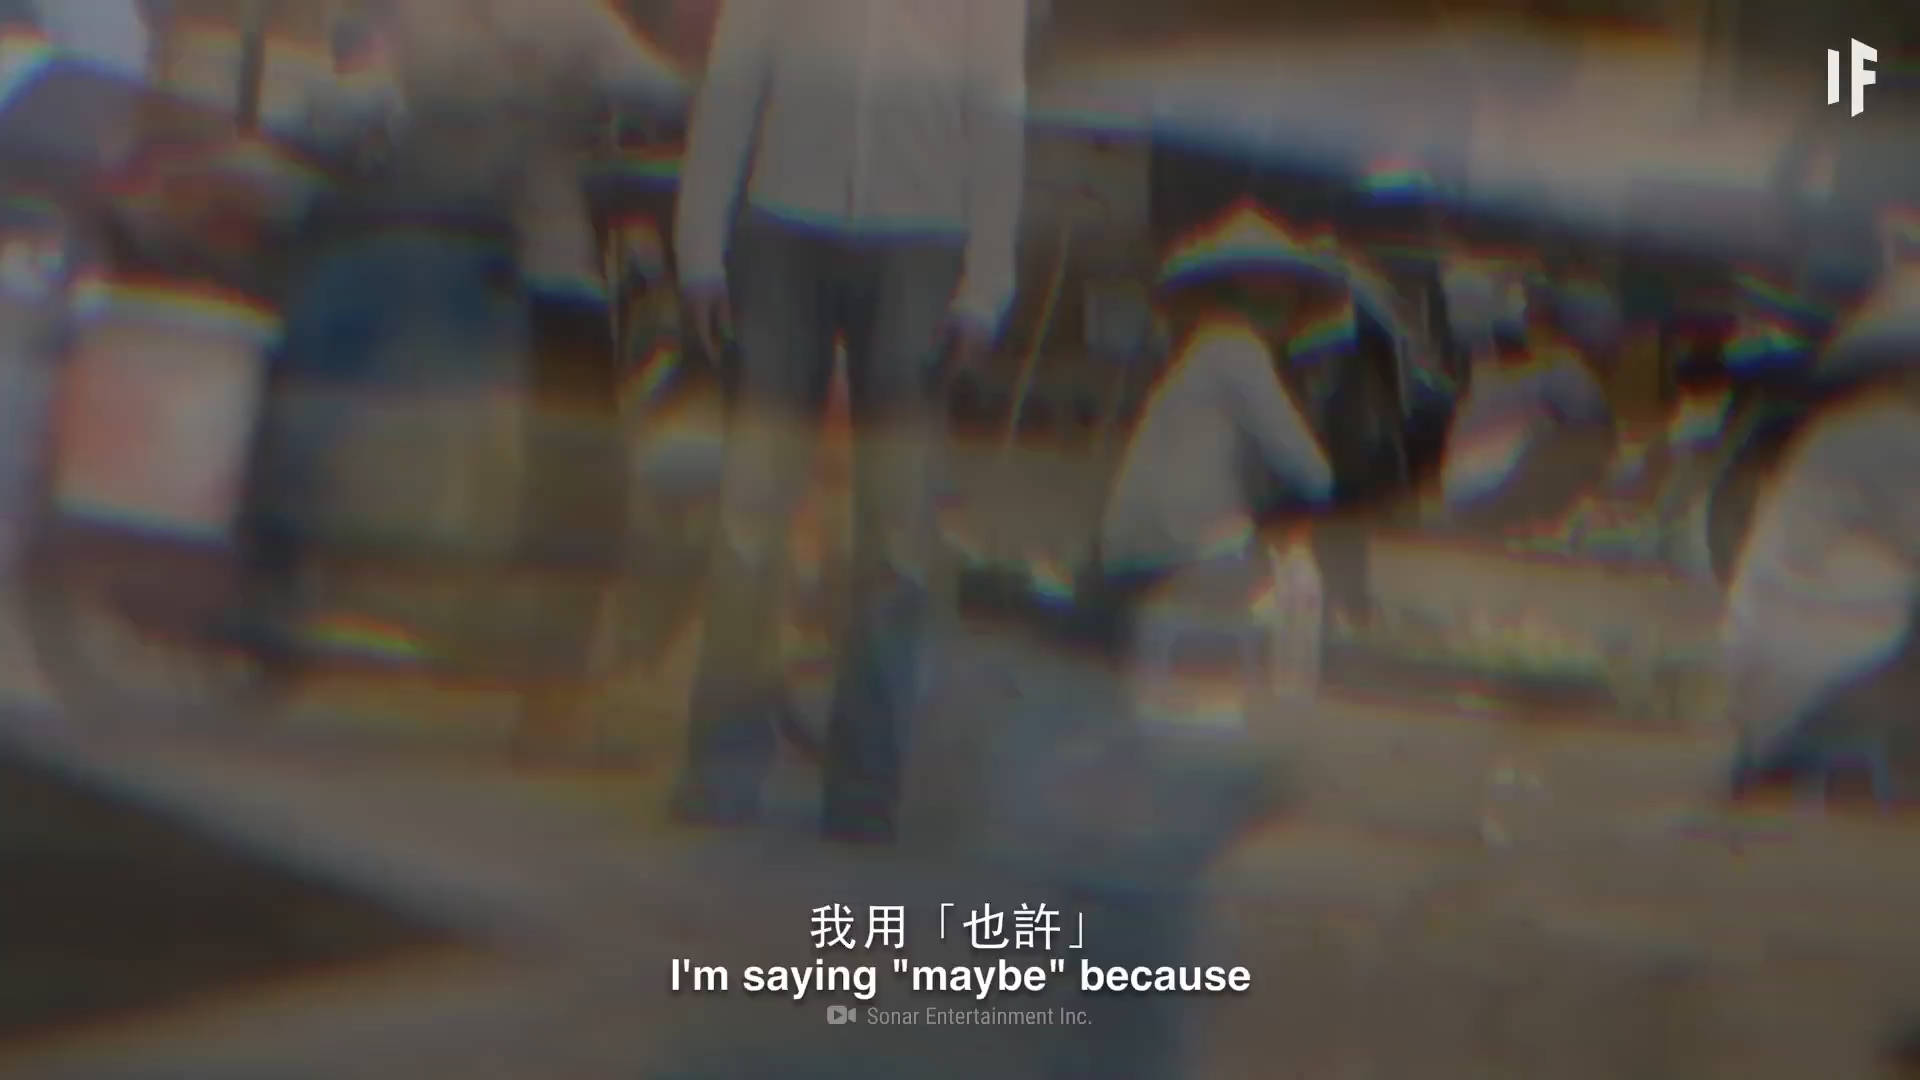 IF
我用「也許」
I'm saying "maybe" because
Sonar Entertainment Inc.